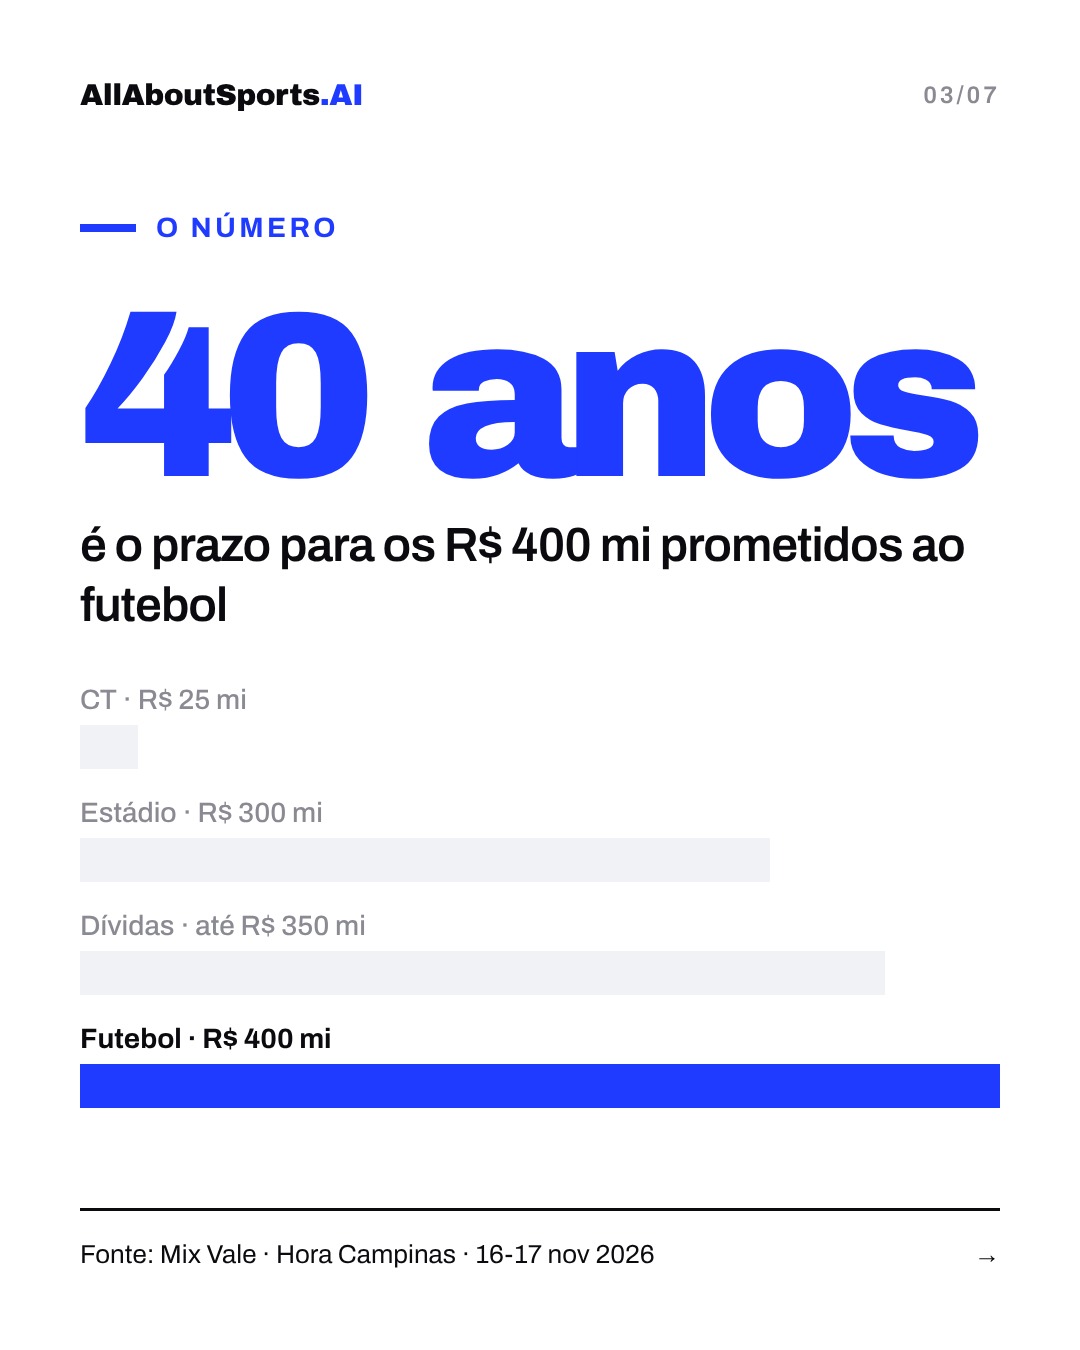 AllAboutSports.AI
03/07
O NÚMERO
40 anos
é o prazo para os R$ 400 mi prometidos ao
futebol
CT · R$ 25 mi
Estádio · R$ 300 mi
Dívidas · até R$ 350 mi
Futebol · R$ 400 mi
Fonte: Mix Vale · Hora Campinas · 16-17 nov 2026
→